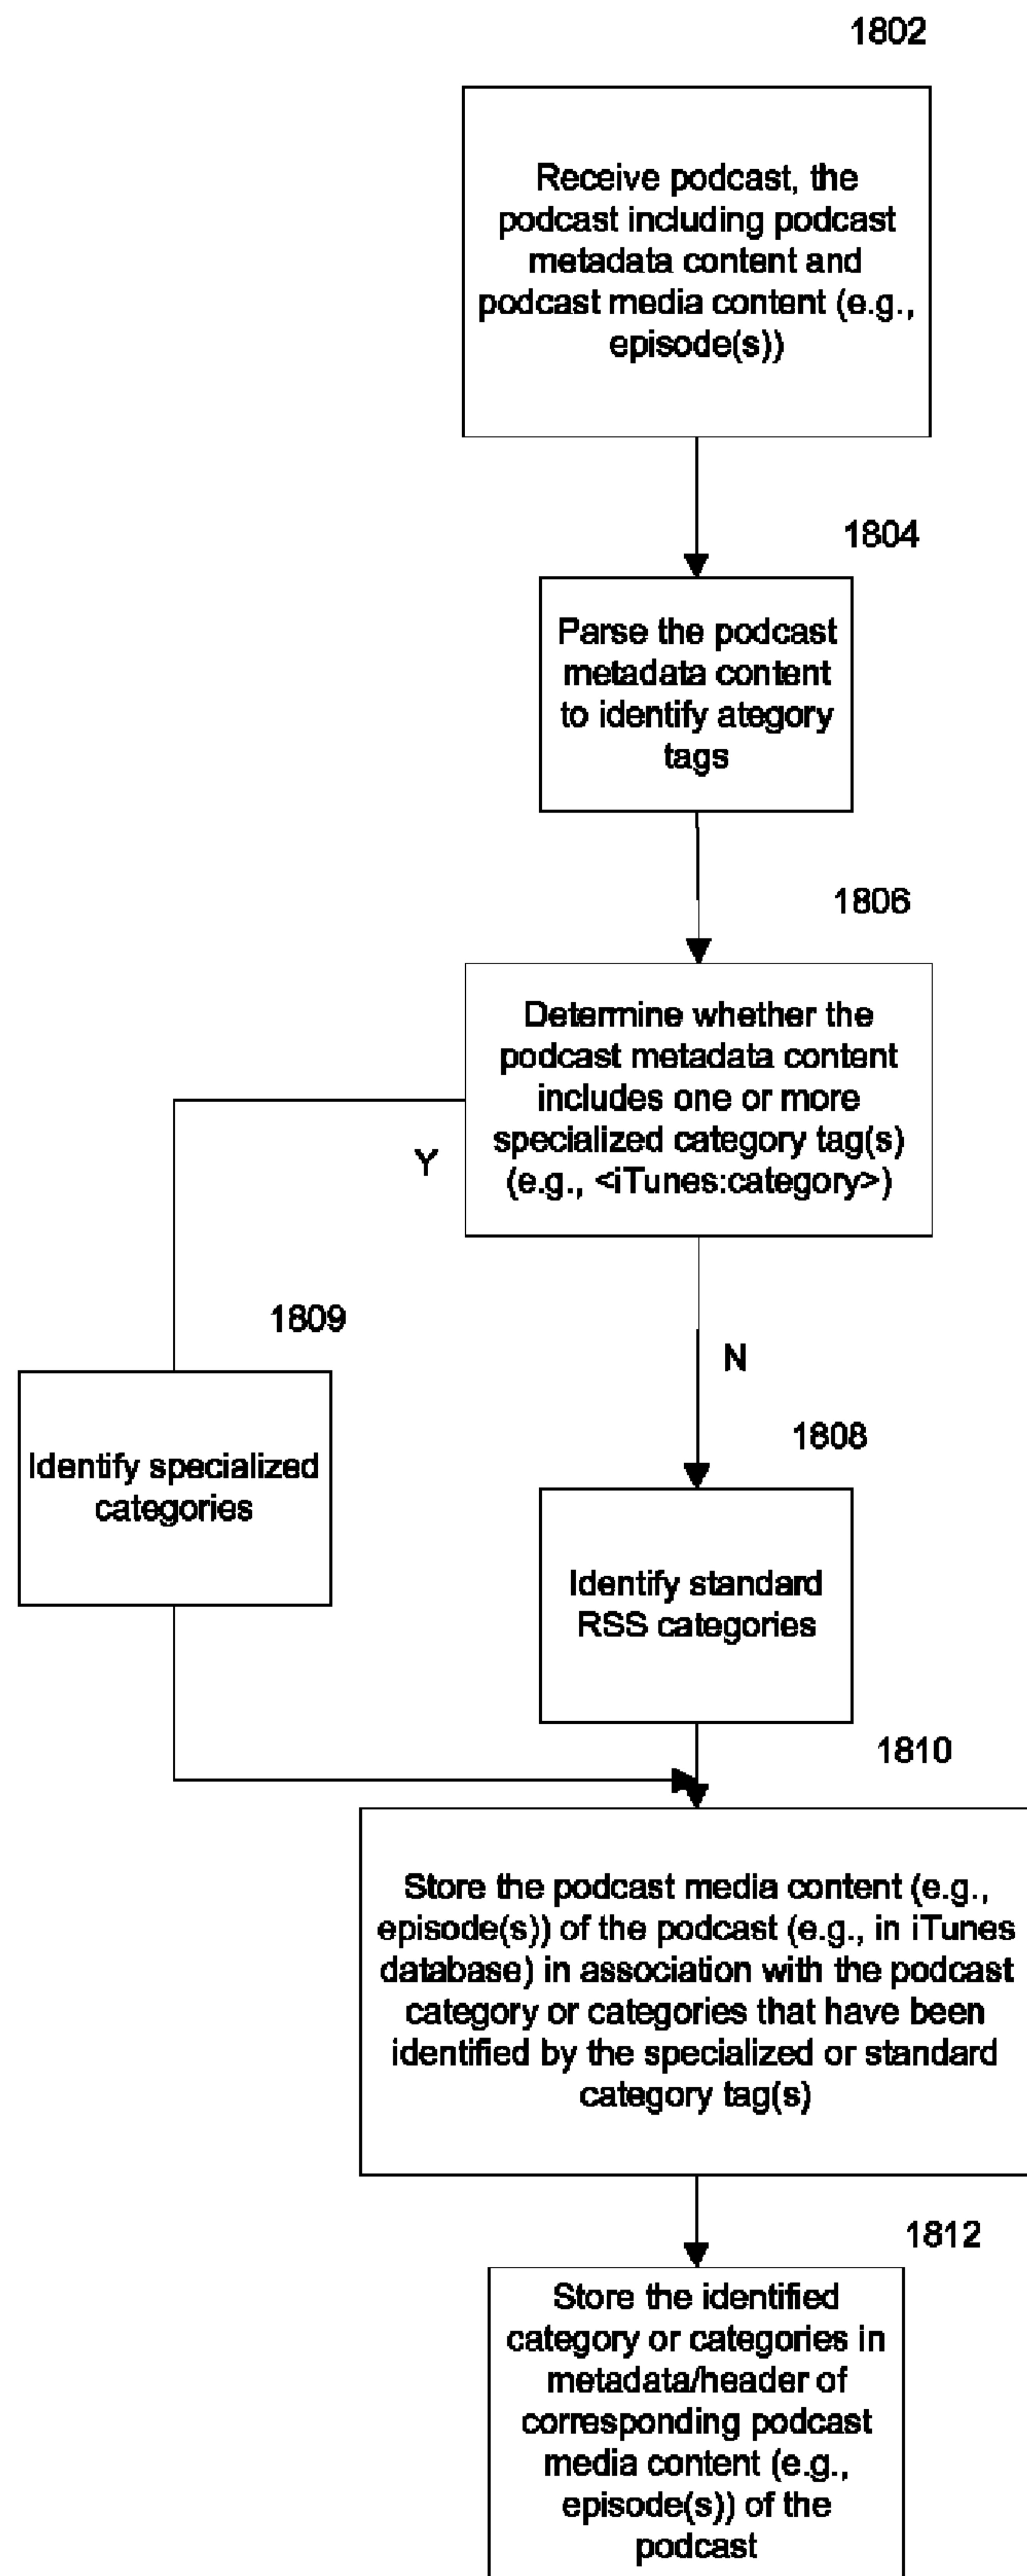 1802
Receive podcast, the
podcast including podcast
metadata content and
podcast media content (e.g.,
episode(s))
1804
Parse the podcast
metadata content
to identify ategory
tags
1806
Determine whether the
podcast metadata content
includes one or more
specialized category tag(s)
(e.g., <iTunes:category>)
Y
N
1809
Identify specialized
categories
1808
Identify standard
RSS categories
1810
Store the podcast media content (e.g.,
episode(s)) of the podcast (e.g., in iTunes
database) in association with the podcast
category or categories that have been
identified by the specialized or standard
category tag(s)
1812
Store the identified
category or categories in
metadata/header of
corresponding podcast
media content (e.g.,
episode(s)) of the
podcast